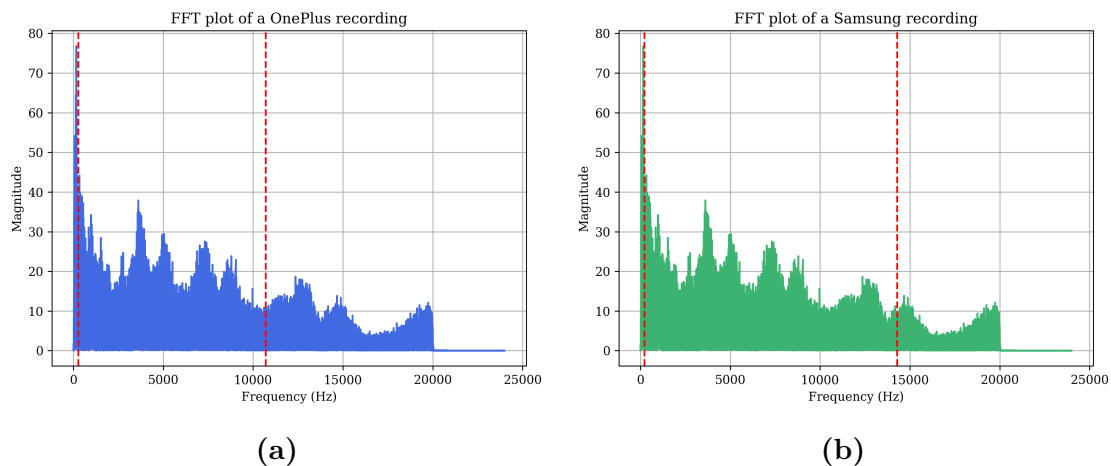 FFT plot of a OnePlus recording
80
70
60
50
40
30
20
10
0
Magnitude
0 5000 10000 15000 20000 25000
Frequency (Hz)
(a)
FFT plot of a Samsung recording
80
70
60
50
40
30
20
10
0
Magnitude
0 5000 10000 15000 20000 25000
Frequency (Hz)
(b)